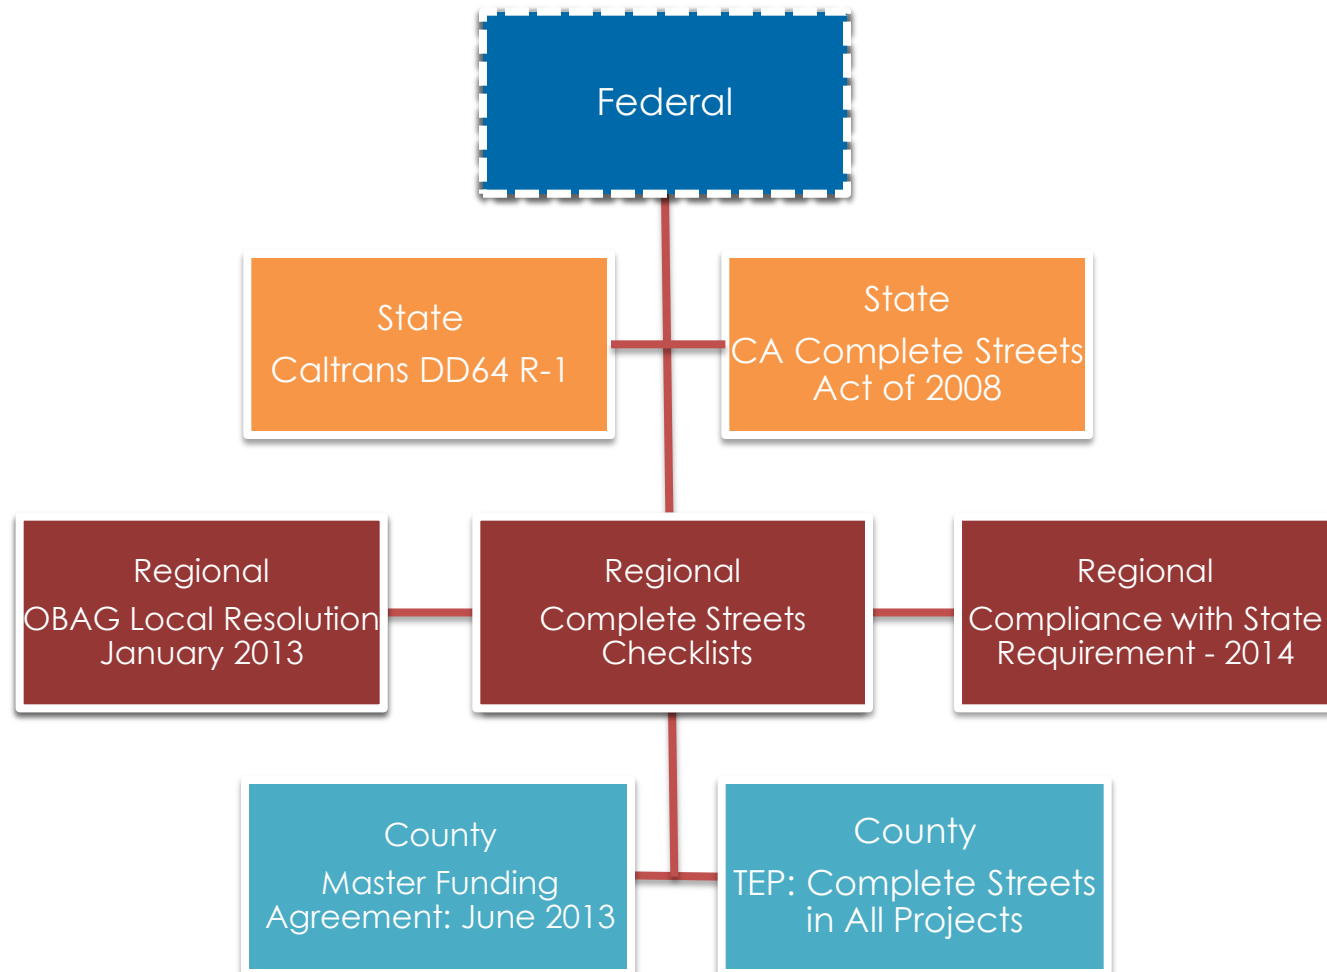 Federal
State
Caltrans DD64 R-1
State
CA Complete Streets
Act of 2008
Regional
OBAG Local Resolution
January 2013
Regional
Complete Streets
Checklists
Regional
Compliance with State
Requirement - 2014
County
Master Funding
Agreement: June 2013
County
TEP: Complete Streets
in All Projects